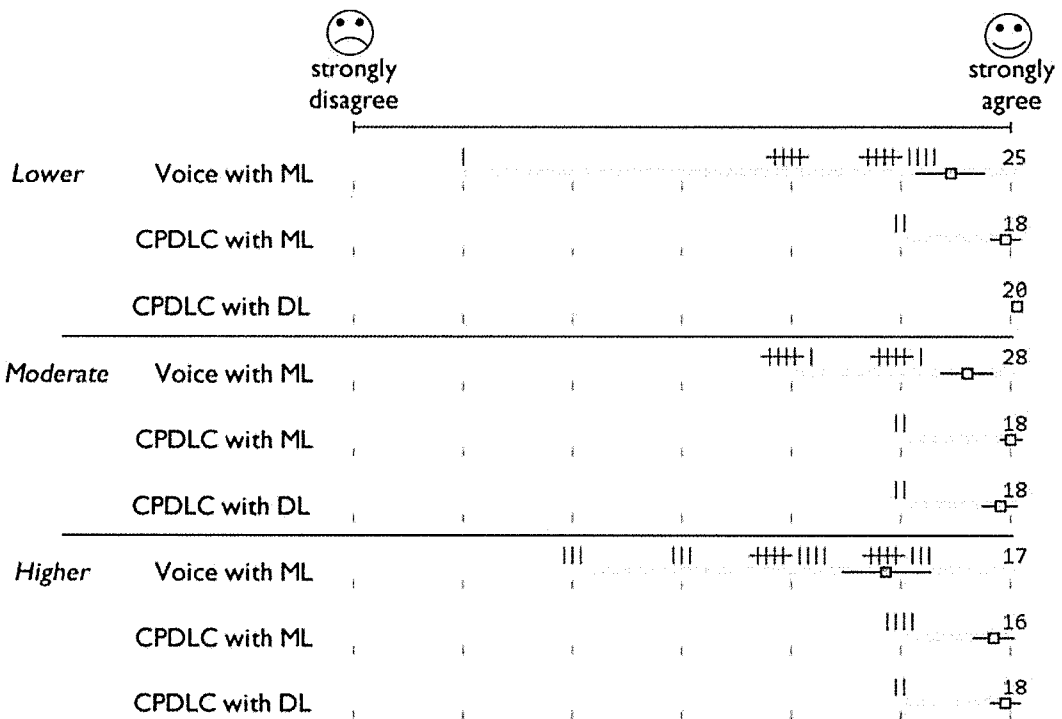 strongly disagree
strongly agree
Lower Voice with ML 25
CPDLC with ML 18
CPDLC with DL 20
Moderate Voice with ML 28
CPDLC with ML 18
CPDLC with DL 18
Higher Voice with ML 17
CPDLC with ML 16
CPDLC with DL 18